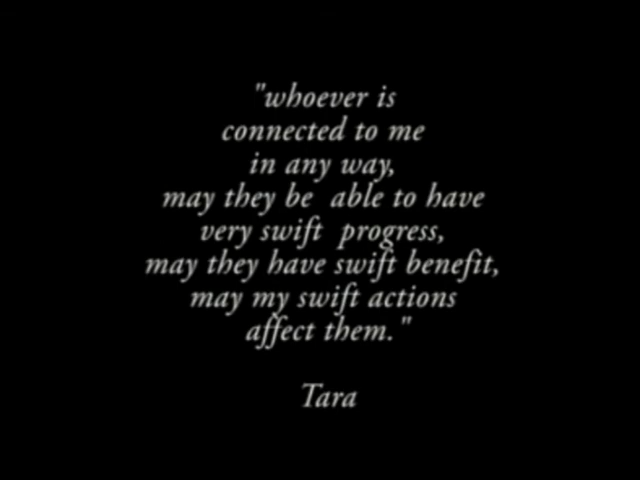 "whoever is
connected to me
in any way,
may they be  able to have
very swift  progress,
may they have swift benefit,
may my swift actions
affect them."
Tara